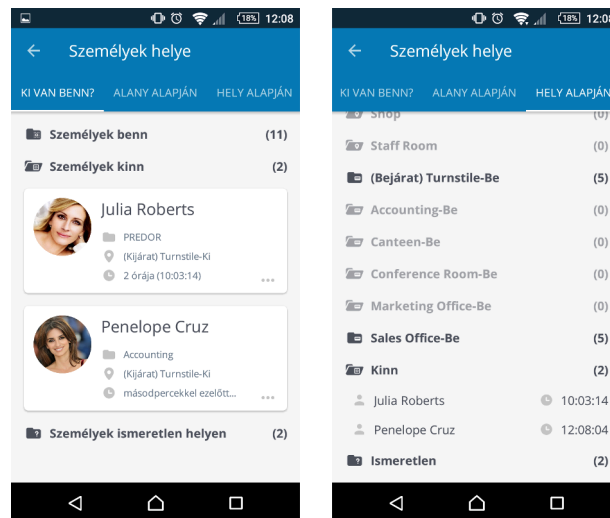 18% 12:08
Személyek helye
KI VAN BENN? ALANY ALAPJÁN HELY ALAPJÁN
Személyek benn (11)
Személyek kinn (2)
Julia Roberts
PREDOR
(Kijárat) Turnstile-Ki
2 órája (10:03:14)
Penelope Cruz
Accounting
(Kijárat) Turnstile-Ki
másodpercekkel ezelőtt...
Személyek ismeretlen helyen (2)
18% 12:08
Személyek helye
KI VAN BENN? ALANY ALAPJÁN HELY ALAPJÁN
Shop (0)
Staff Room (0)
(Bejárat) Turnstile-Be (5)
Accounting-Be (0)
Canteen-Be (0)
Conference Room-Be (0)
Marketing Office-Be (0)
Sales Office-Be (5)
Kinn (2)
Julia Roberts 10:03:14
Penelope Cruz 12:08:04
Ismeretlen (2)